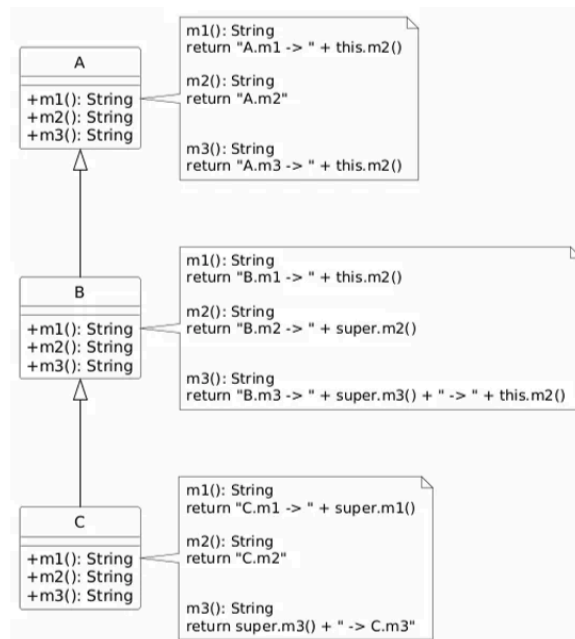 A
+m1(): String
+m2(): String
+m3(): String
m1(): String
return "A.m1 -> " + this.m2()
m2(): String
return "A.m2"
m3(): String
return "A.m3 -> " + this.m2()
B
+m1(): String
+m2(): String
+m3(): String
m1(): String
return "B.m1 -> " + this.m2()
m2(): String
return "B.m2 -> " + super.m2()
m3(): String
return "B.m3 -> " + super.m3() + " -> " + this.m2()
C
+m1(): String
+m2(): String
+m3(): String
m1(): String
return "C.m1 -> " + super.m1()
m2(): String
return "C.m2"
m3(): String
return super.m3() + " -> C.m3"